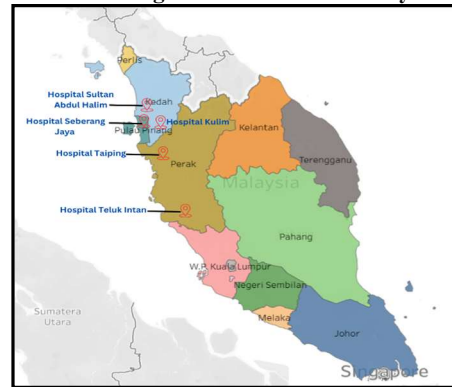 Perlis
Hospital Sultan
Abdul Halim
Kedah
Hospital Seberang
Jaya
Hospital Kulim
Pulau Pinang
Kelantan
Hospital Taiping
Terengganu
Perak
Malaysia
Hospital Teluk Intan
Pahang
W.P. Kuala Lumpur
Negeri Sembilan
Sumatera
Utara
Melaka
Johor
Singapore